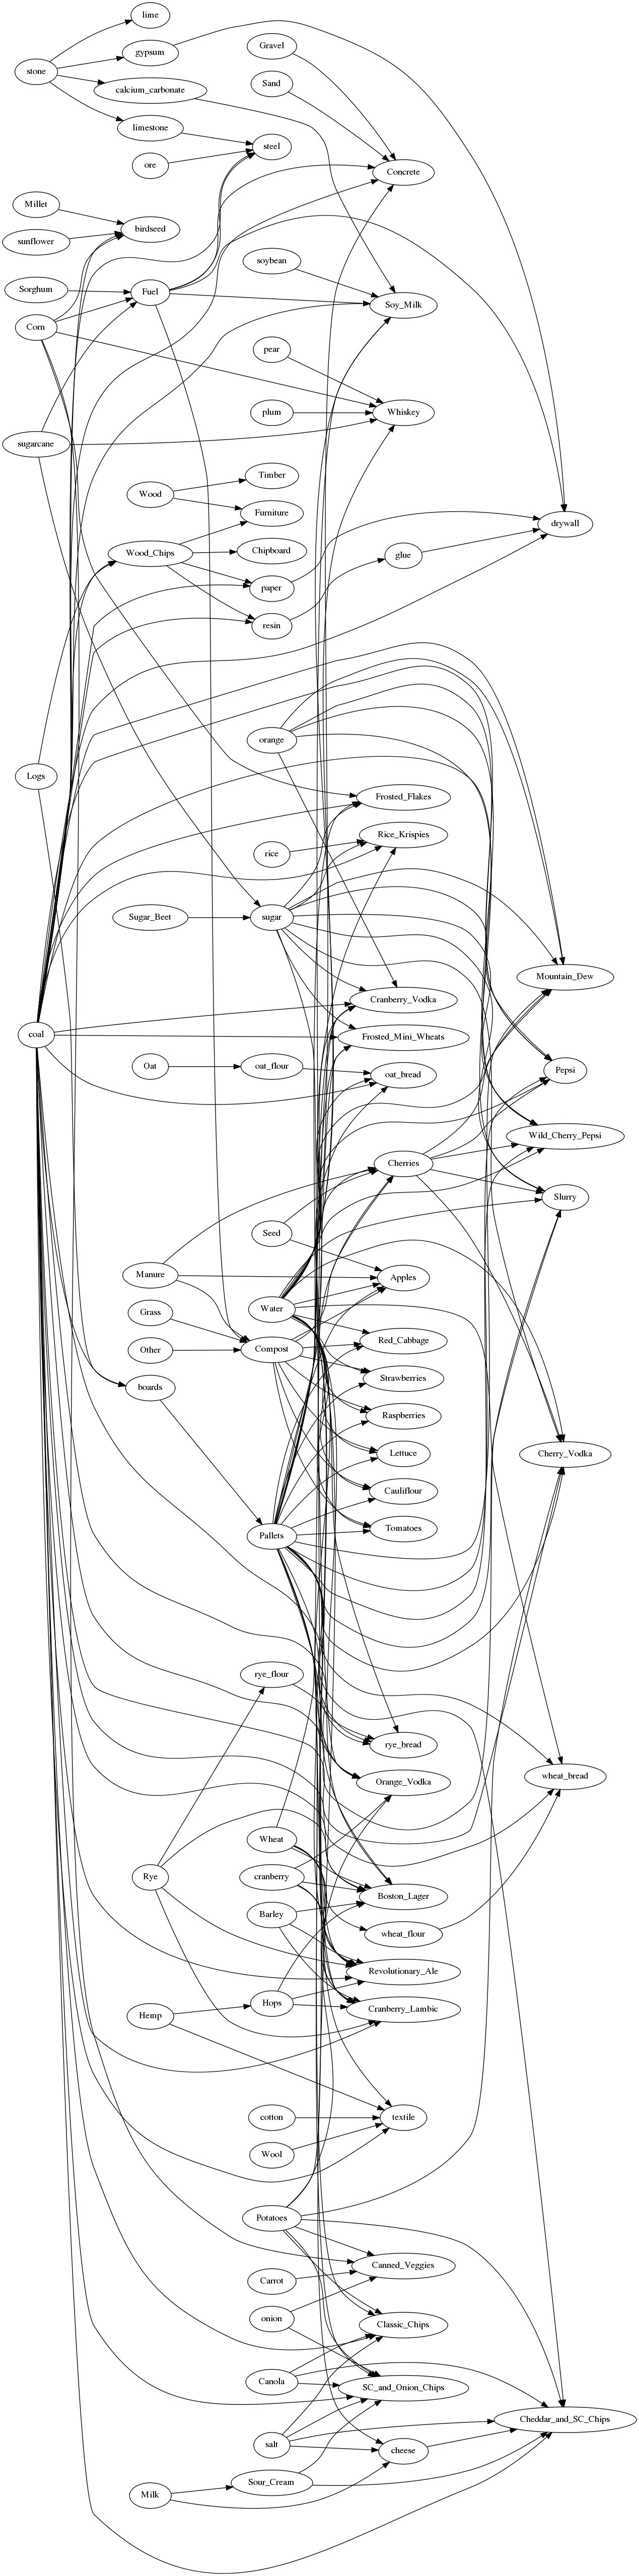 lime
gypsum
Gravel
stone
Sand
calcium_carbonate
limestone
steel
ore
Concrete
Millet
birdseed
sunflower
soybean
Sorghum
Fuel
Soy_Milk
Corn
pear
plum
Whiskey
sugarcane
Timber
Wood
Furniture
drywall
Chipboard
Wood_Chips
glue
paper
resin
orange
Logs
Frosted_Flakes
Rice_Krispies
rice
Sugar_Beet
sugar
Mountain_Dew
Cranberry_Vodka
coal
Frosted_Mini_Wheats
Oat
oat_flour
oat_bread
Pepsi
Wild_Cherry_Pepsi
Cherries
Slurry
Seed
Manure
Apples
Water
Grass
Red_Cabbage
Other
Compost
Strawberries
boards
Raspberries
Lettuce
Cherry_Vodka
Cauliflour
Tomatoes
Pallets
rye_flour
rye_bread
wheat_bread
Orange_Vodka
Wheat
cranberry
Rye
Boston_Lager
Barley
wheat_flour
Revolutionary_Ale
Hops
Cranberry_Lambic
Hemp
cotton
textile
Wool
Potatoes
Canned_Veggies
Carrot
onion
Classic_Chips
Canola
SC_and_Onion_Chips
Cheddar_and_SC_Chips
salt
cheese
Sour_Cream
Milk